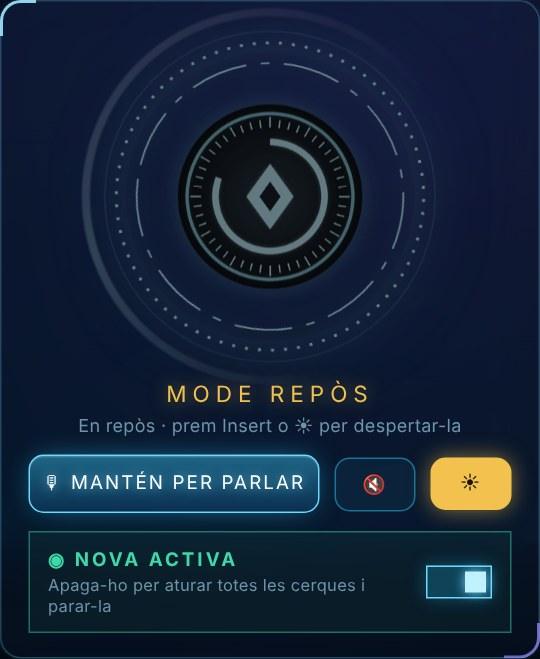 MODE REPÒS
En repòs · prem Insert o ☀ per despertar-la
🎙 MANTÉN PER PARLAR 🔇 ☀
◉ NOVA ACTIVA
Apaga-ho per aturar totes les cerques i
parar-la